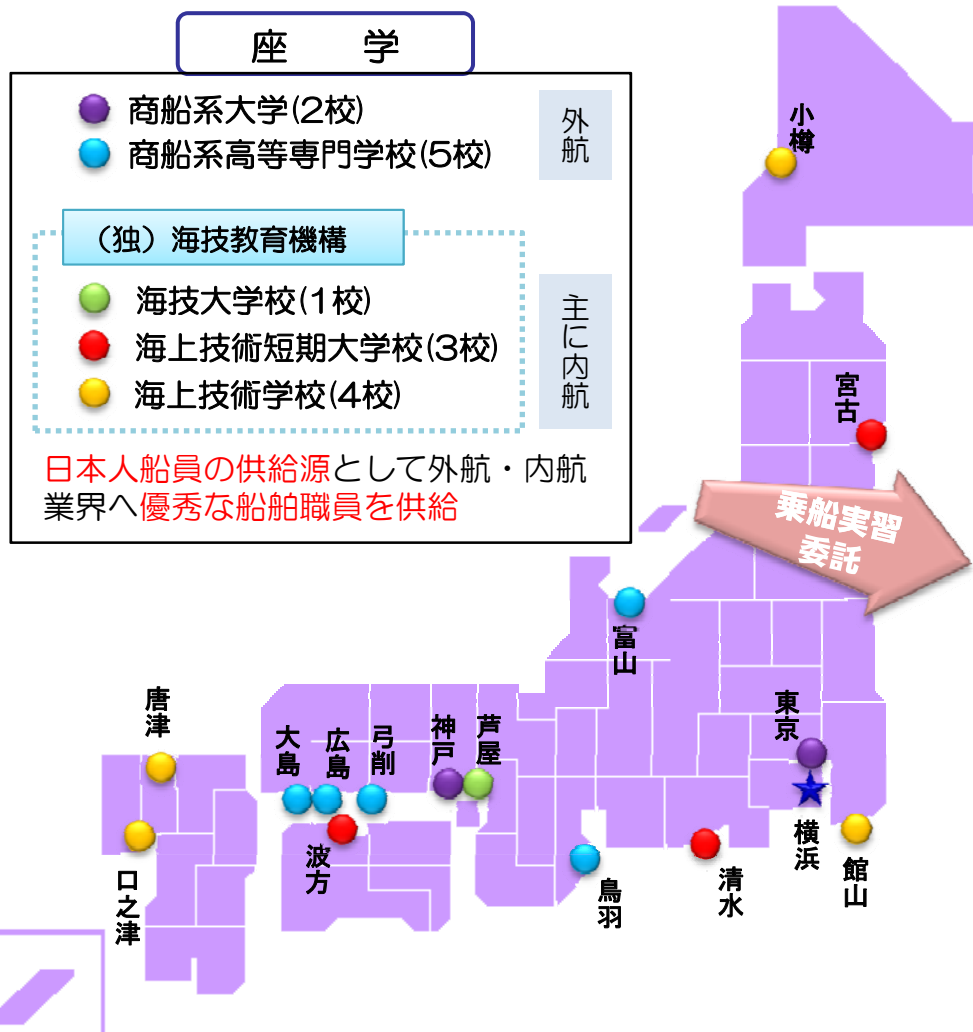 座 学
商船系大学(2校)
商船系高等専門学校(5校)
外航
（独）海技教育機構
海技大学校(1校)
海上技術短期大学校(3校)
海上技術学校(4校)
主に内航
日本人船員の供給源として外航・内航
業界へ優秀な船舶職員を供給
小樽
宮古
乗船実習
委託
富山
東京
横浜
館山
清水
鳥羽
芦屋
神戸
弓削
広島
大島
波方
唐津
口之津